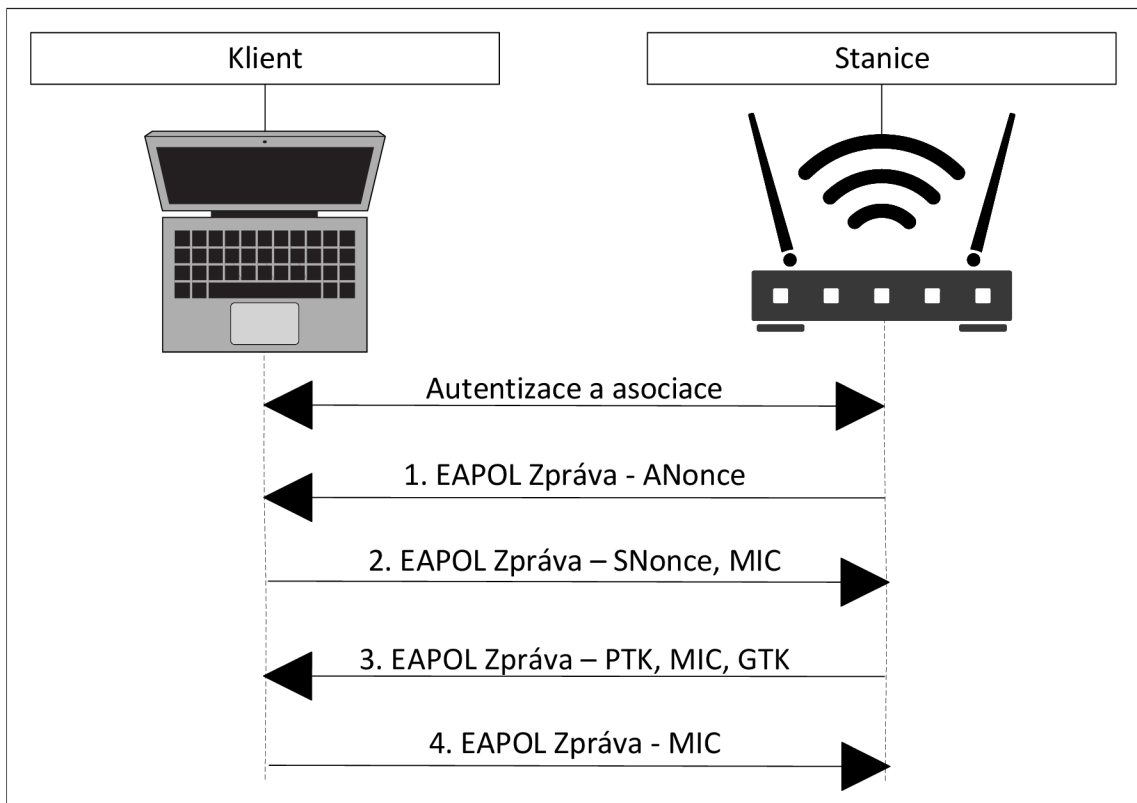 Klient
Stanice
Autentizace a asociace
1. EAPOL Zpráva - ANonce
2. EAPOL Zpráva – SNonce, MIC
3. EAPOL Zpráva – PTK, MIC, GTK
4. EAPOL Zpráva - MIC